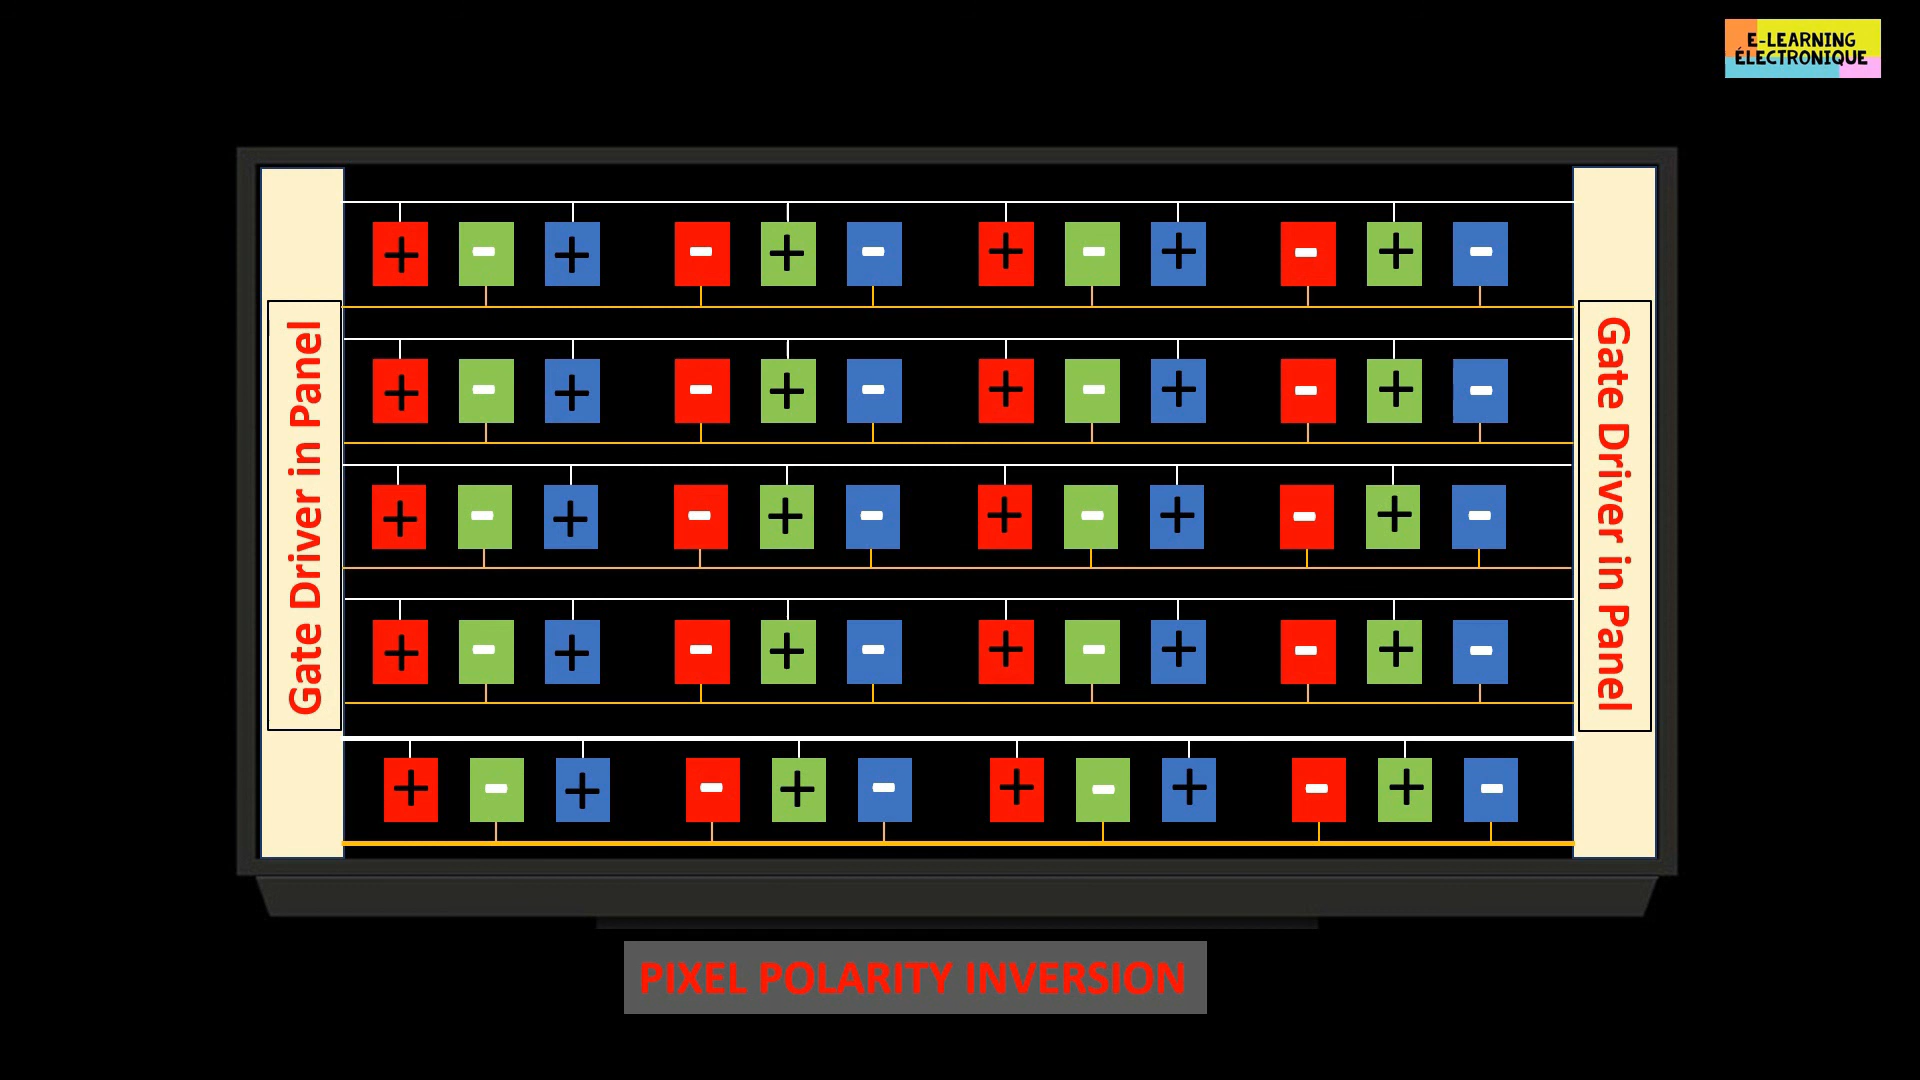 E-LEARNING
ÉLECTRONIQUE
+ - + - + - + - + - + -
+ - + - + - + - + - + -
+ - + - + - + - + - + -
+ - + - + - + - + - + -
+ - + - + - + - + - + -
Gate Driver in Panel
Gate Driver in Panel
PIXEL POLARITY INVERSION